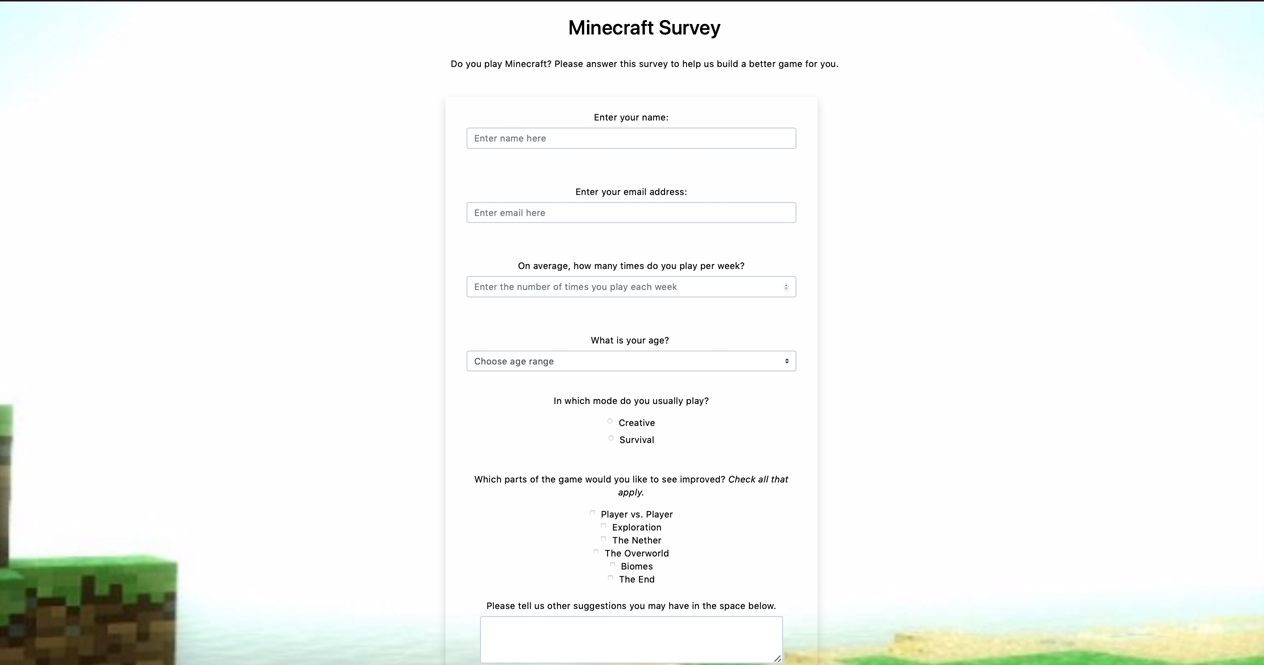 Minecraft Survey
Do you play Minecraft? Please answer this survey to help us build a better game for you.
Enter your name:
Enter name here
Enter your email address:
Enter email here
On average, how many times do you play per week?
Enter the number of times you play each week
What is your age?
Choose age range
In which mode do you usually play?
Creative
Survival
Which parts of the game would you like to see improved? Check all that
apply.
Player vs. Player
Exploration
The Nether
The Overworld
Biomes
The End
Please tell us other suggestions you may have in the space below.